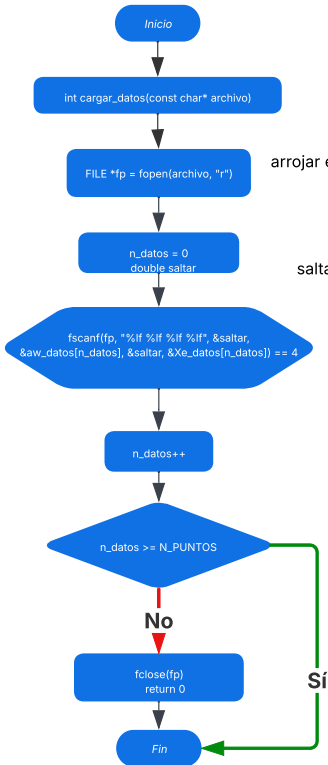 Inicio
int cargar_datos(const char* archivo)
arrojar
FILE *fp = fopen(archivo, "r")
n_datos = 0
double saltar
fscanf(fp, "%lf %lf %lf %lf", &saltar,
&aw_datos[n_datos], &saltar, &Xe_datos[n_datos]) == 4
n_datos++
n_datos >= N_PUNTOS
No
fclose(fp)
return 0
Sí
Fin